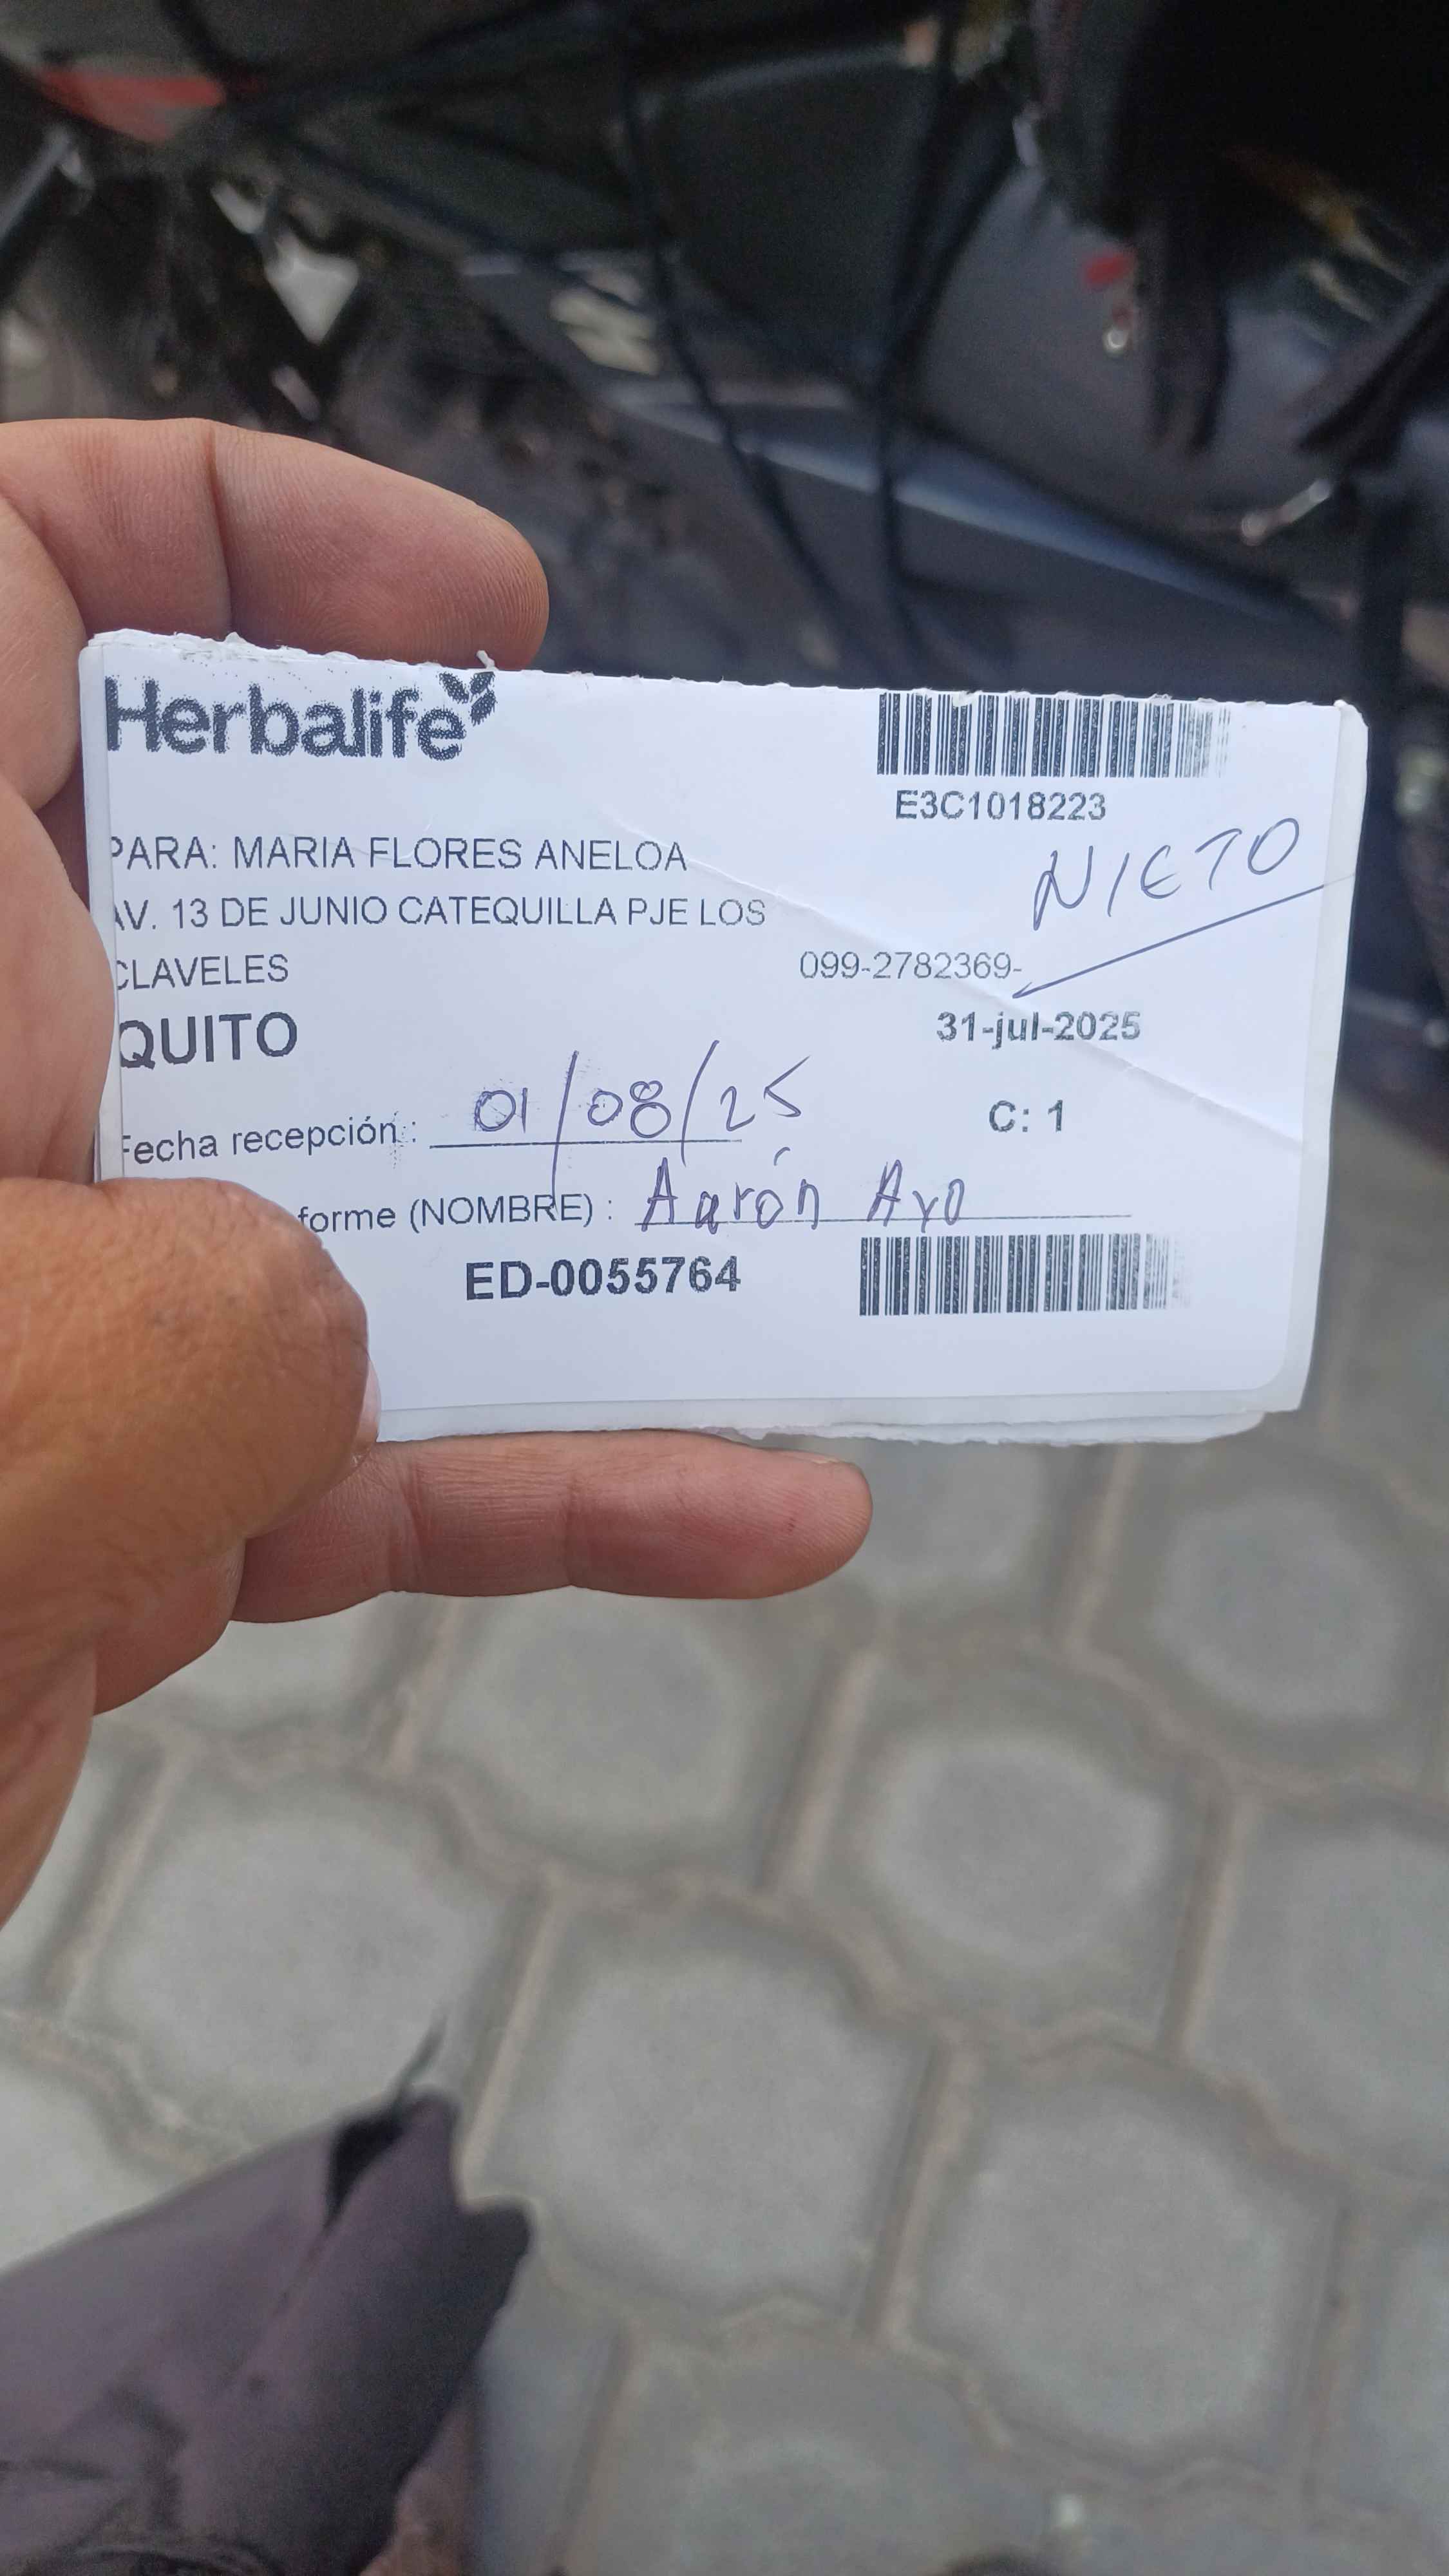 Herbalife
E3C1018223
NIETO
PARA: MARIA FLORES ANELOA
AV. 13 DE JUNIO CATEQUILLA PJE LOS
CLAVELES
099-2782369-
QUITO
31-jul-2025
Fecha recepción : 01/08/25
C: 1
forme (NOMBRE) : Aarón Ayo
ED-0055764